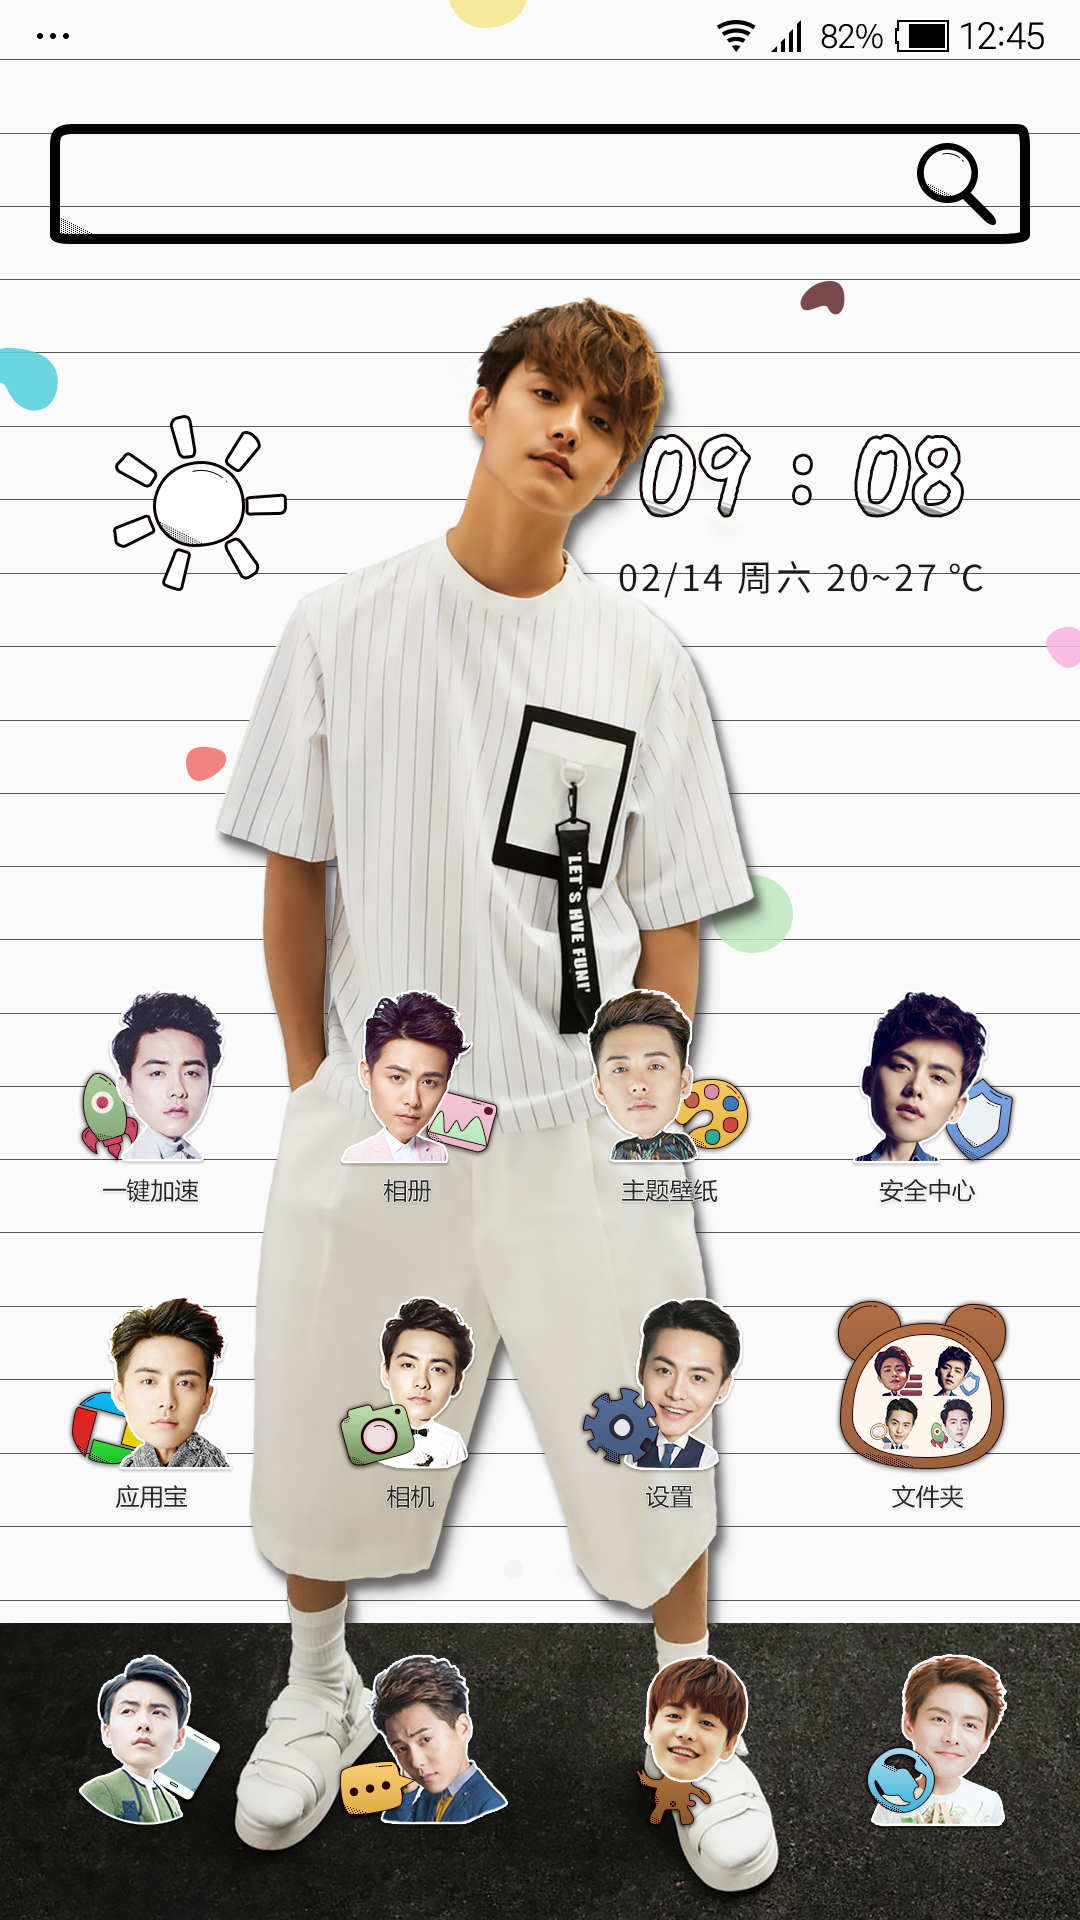 82% 12:45
09 : 08
02/14 周六 20~27 ℃
LET'S HVE FUN!'
一键加速 相册 主题壁纸 安全中心
应用宝 相机 设置 文件夹